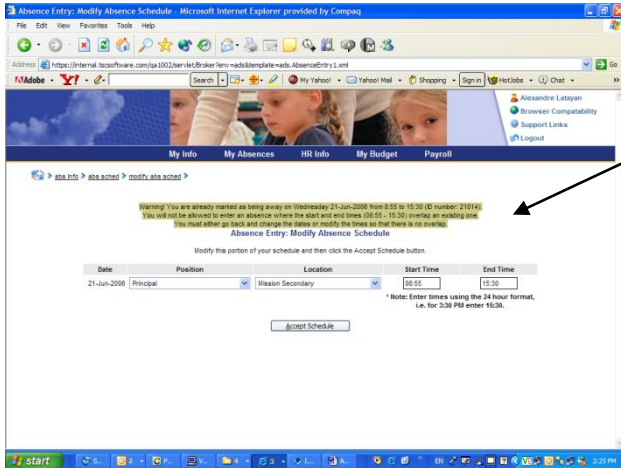 Absence Entry: Modify Absence Schedule - Microsoft Internet Explorer provided by Compaq
File Edit View Favorites Tools Help
Address https://internal.tscsoftware.com/qa1002/servlet/Broker?env=ads&template=ads.AbsenceEntry1.xml Go
Adobe Y! Search My Yahoo! Yahoo! Mail Shopping Sign in HotJobs Chat
Alexandre Latayan
Browser Compatability
Support Links
Logout
My Info My Absences HR Info My Budget Payroll
> abs info > abs sched > modify abs sched >
Warning! You are already marked as being away on Wednesday 21-Jun-2006 from 8:55 to 15:30 (ID number: 21014).
You will not be allowed to enter an absence where the start and end times (08:55 - 15:30) overlap an existing one.
You must either go back and change the dates or modify the times so that there is no overlap.
Absence Entry: Modify Absence Schedule
Modify this portion of your schedule and then click the Accept Schedule button.
Date Position Location Start Time End Time
21-Jun-2006 Principal Mission Secondary 08:55 15:30
* Note: Enter times using the 24 hour format,
i.e. for 3:30 PM enter 15:30.
Accept Schedule
start EN 2:25 PM